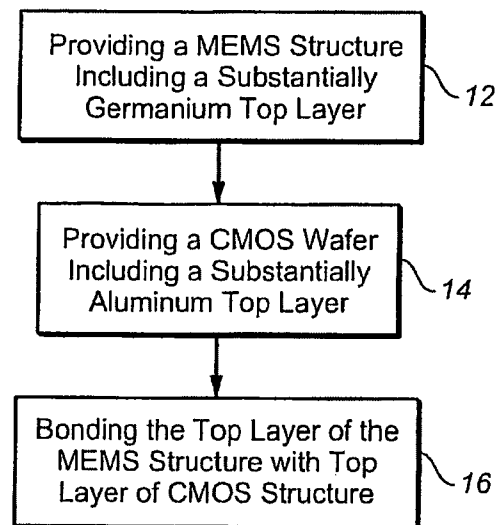 Providing a MEMS Structure
Including a Substantially
Germanium Top Layer
12
Providing a CMOS Wafer
Including a Substantially
Aluminum Top Layer
14
Bonding the Top Layer of the
MEMS Structure with Top
Layer of CMOS Structure
16